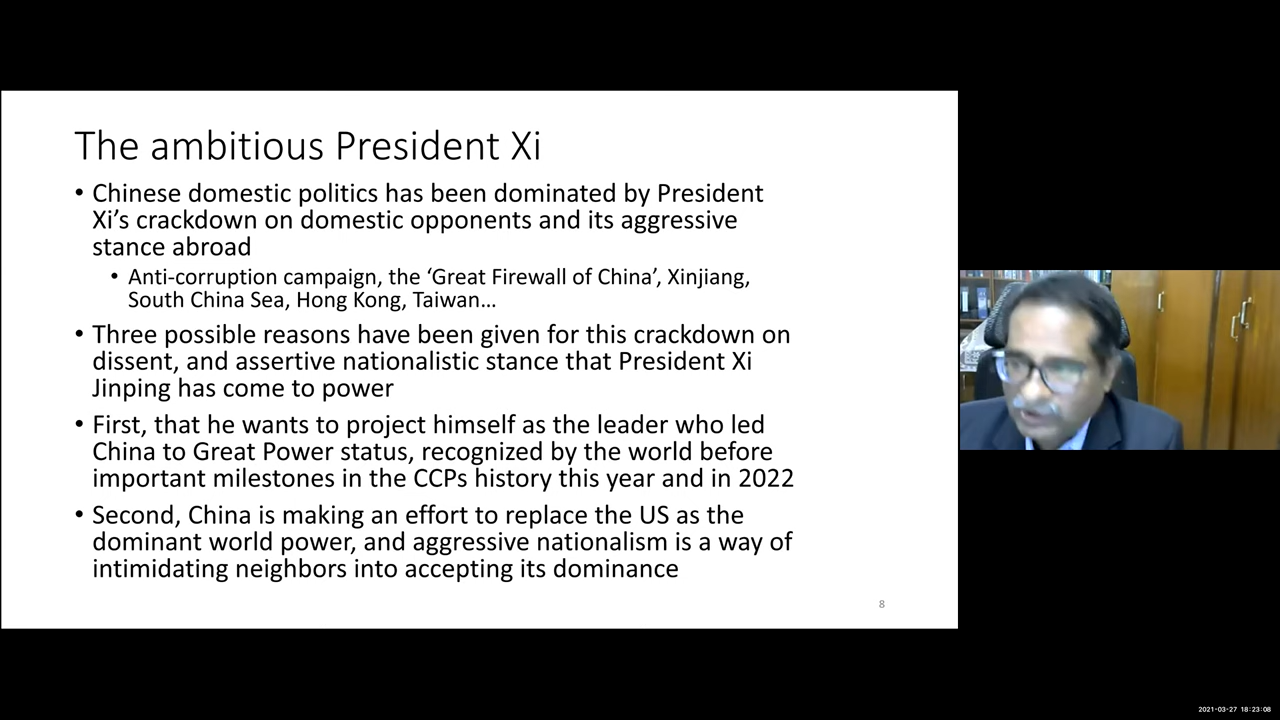 The ambitious President Xi
• Chinese domestic politics has been dominated by President
Xi’s crackdown on domestic opponents and its aggressive
stance abroad
• Anti-corruption campaign, the ‘Great Firewall of China’, Xinjiang,
South China Sea, Hong Kong, Taiwan…
• Three possible reasons have been given for this crackdown on
dissent, and assertive nationalistic stance that President Xi
Jinping has come to power
• First, that he wants to project himself as the leader who led
China to Great Power status, recognized by the world before
important milestones in the CCPs history this year and in 2022
• Second, China is making an effort to replace the US as the
dominant world power, and aggressive nationalism is a way of
intimidating neighbors into accepting its dominance
8
2021-03-27 18:23:08